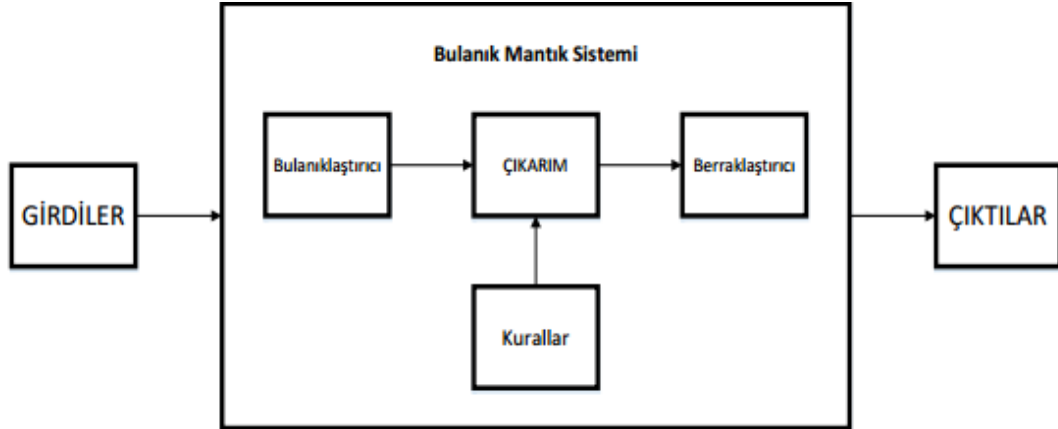 Bulanık Mantık Sistemi
GİRDİLER
Bulanıklaştırıcı
ÇIKARIM
Berraklaştırıcı
Kurallar
ÇIKTILAR